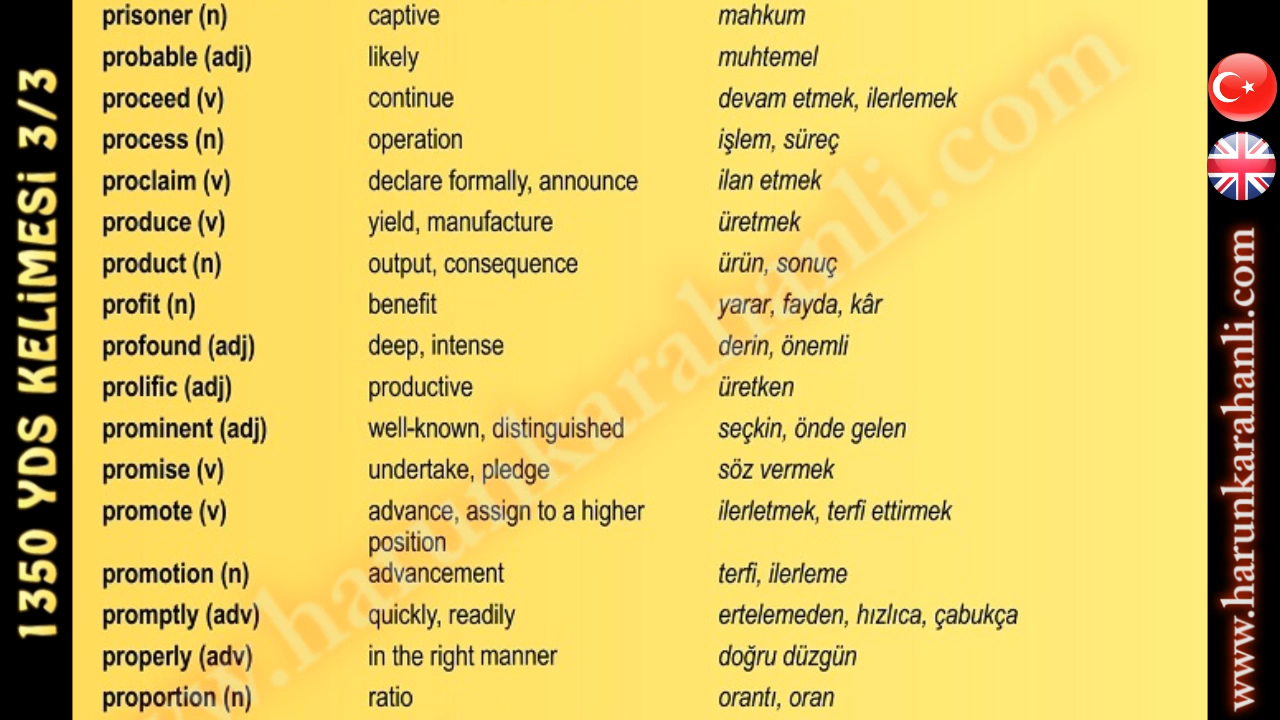 1350 YDS KELiMESi 3/3
prisoner (n) captive mahkum
probable (adj) likely muhtemel
proceed (v) continue devam etmek, ilerlemek
process (n) operation işlem, süreç
proclaim (v) declare formally, announce ilan etmek
produce (v) yield, manufacture üretmek
product (n) output, consequence ürün, sonuç
profit (n) benefit yarar, fayda, kâr
profound (adj) deep, intense derin, önemli
prolific (adj) productive üretken
prominent (adj) well-known, distinguished seçkin, önde gelen
promise (v) undertake, pledge söz vermek
promote (v) advance, assign to a higher ilerletmek, terfi ettirmek
position
promotion (n) advancement terfi, ilerleme
promptly (adv) quickly, readily ertelemeden, hızlıca, çabukça
properly (adv) in the right manner doğru düzgün
proportion (n) ratio orantı, oran
www.harunkarahanli.com
www.harunkarahanli.com